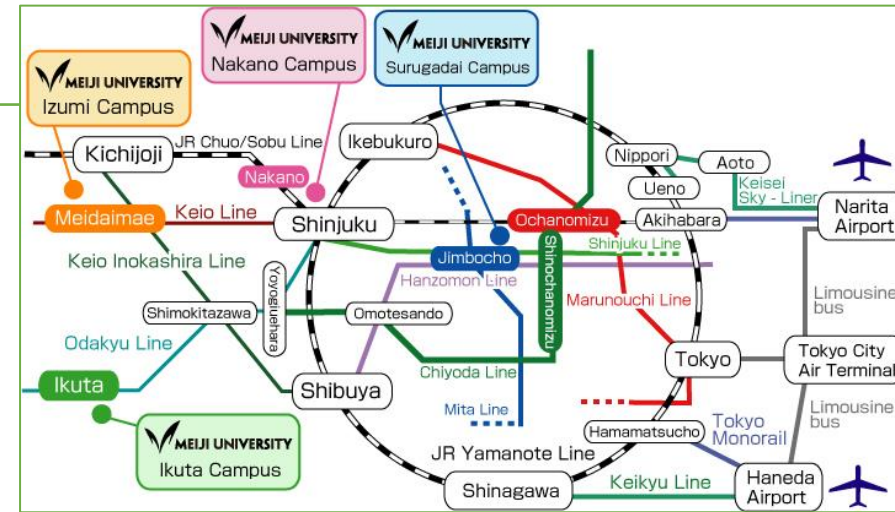 MEIJI UNIVERSITY
Izumi Campus
MEIJI UNIVERSITY
Nakano Campus
MEIJI UNIVERSITY
Surugadai Campus
Kichijoji
JR Chuo/Sobu Line
Ikebukuro
Nippori
Aoto
Nakano
Ueno
Keisei
Sky - Liner
Narita
Airport
Meidaimae
Keio Line
Shinjuku
Ochanomizu
Akihabara
Shinjuku Line
Keio Inokashira Line
Yoyogiuehara
Jimbocho
Shinochanomizu
Hanzomon Line
Marunouchi Line
Limousine
bus
Shimokitazawa
Omotesando
Odakyu Line
Chiyoda Line
Tokyo
Tokyo City
Air Terminal
Ikuta
Shibuya
Mita Line
Limousine
bus
MEIJI UNIVERSITY
Ikuta Campus
Hamamatsucho
Tokyo
Monorail
JR Yamanote Line
Shinagawa
Keikyu Line
Haneda
Airport